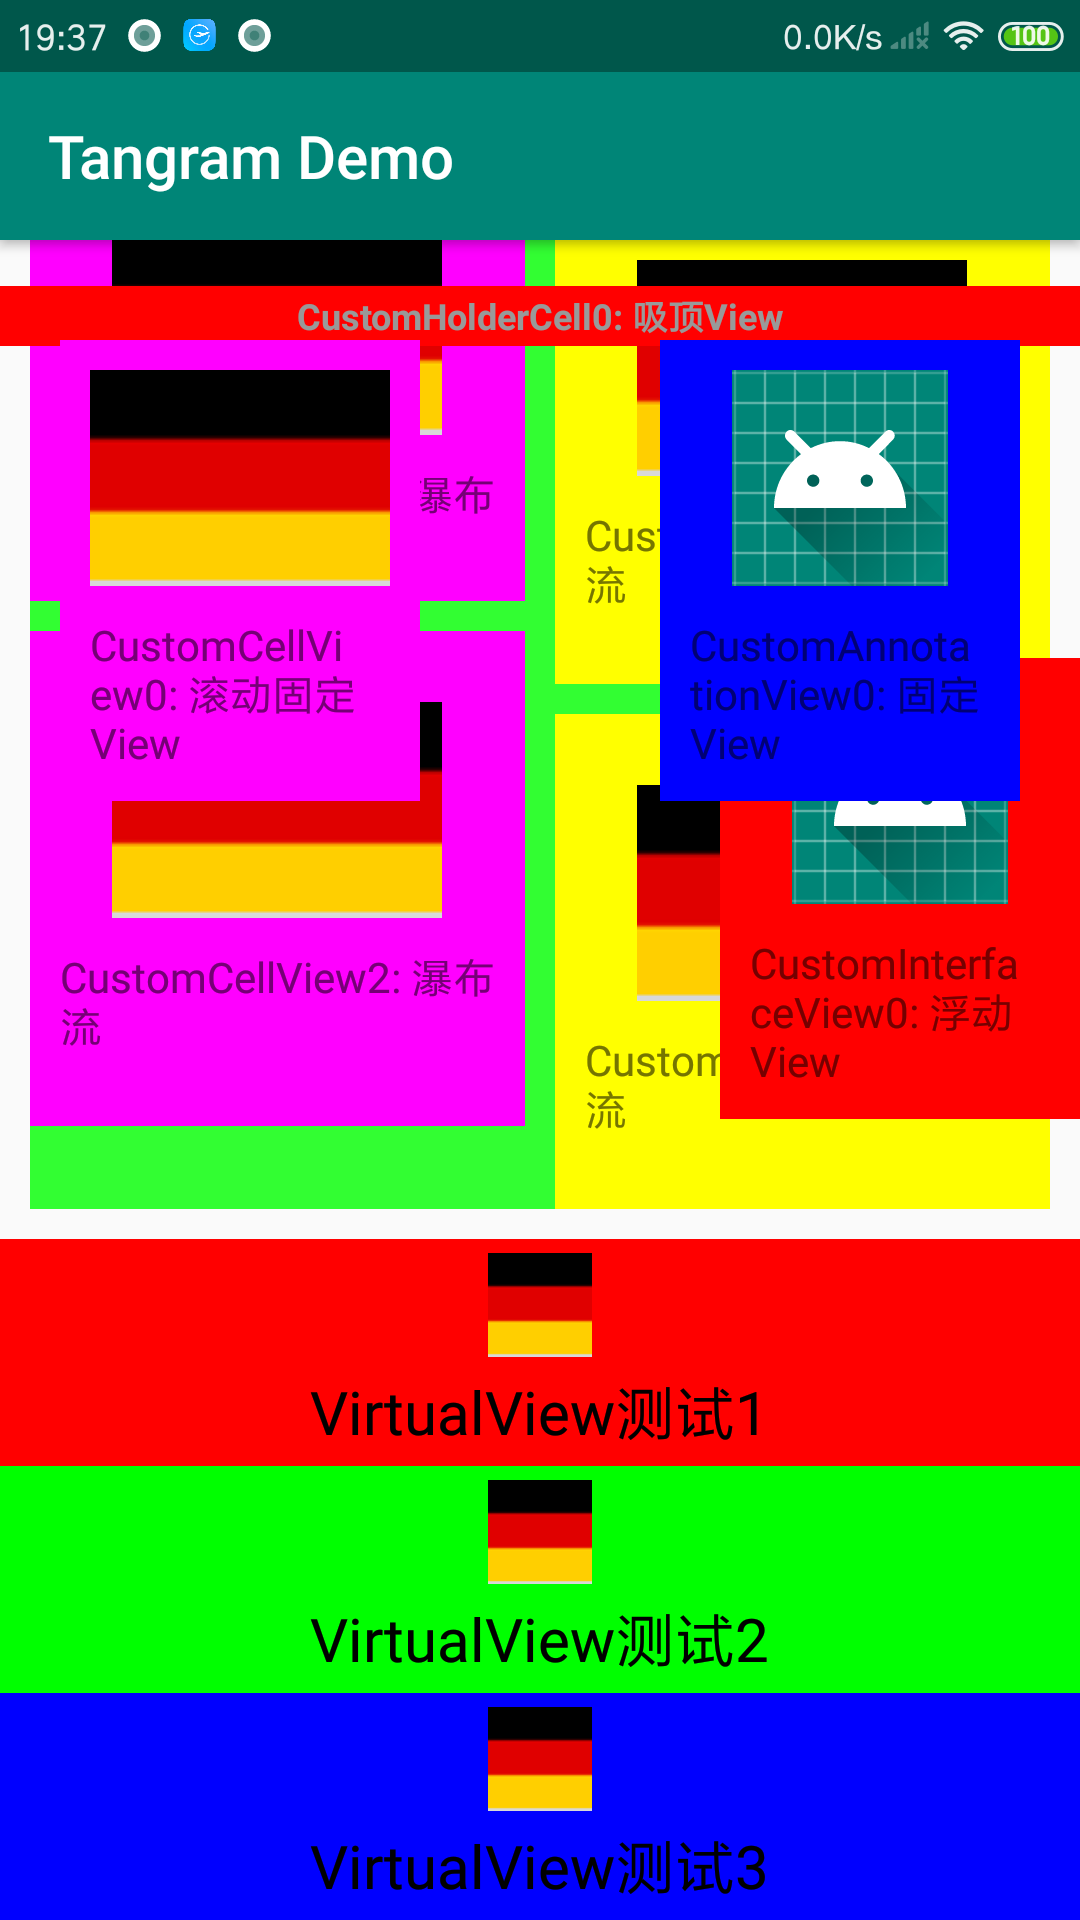 19:37 0.0K/s 100
Tangram Demo
CustomHolderCell0: 吸顶View
瀑布
Cus
流
CustomCellVi
ew0: 滚动固定
View
CustomAnnota
tionView0: 固定
View
CustomCellView2: 瀑布
流
CustomInterfa
ceView0: 浮动
View
Custom
流
VirtualView测试1
VirtualView测试2
VirtualView测试3